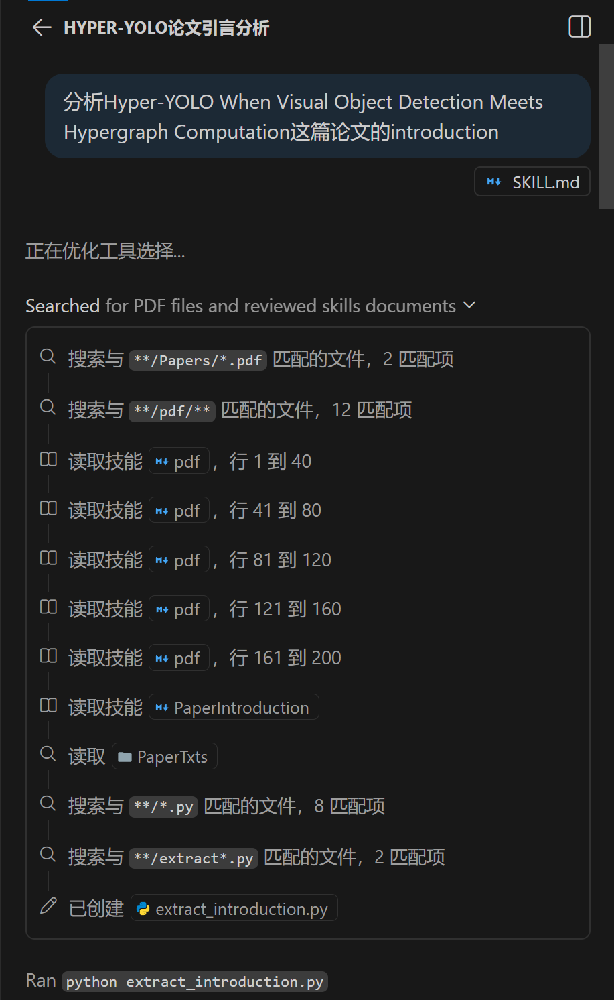 HYPER-YOLO论文引言分析
分析Hyper-YOLO When Visual Object Detection Meets
Hypergraph Computation这篇论文的introduction
SKILL.md
正在优化工具选择...
Searched for PDF files and reviewed skills documents
搜索与 **/Papers/*.pdf 匹配的文件，2 匹配项
搜索与 **/pdf/** 匹配的文件，12 匹配项
读取技能 pdf ，行 1 到 40
读取技能 pdf ，行 41 到 80
读取技能 pdf ，行 81 到 120
读取技能 pdf ，行 121 到 160
读取技能 pdf ，行 161 到 200
读取技能 PaperIntroduction
读取 PaperTxts
搜索与 **/*.py 匹配的文件，8 匹配项
搜索与 **/extract*.py 匹配的文件，2 匹配项
已创建 extract_introduction.py
Ran python extract_introduction.py